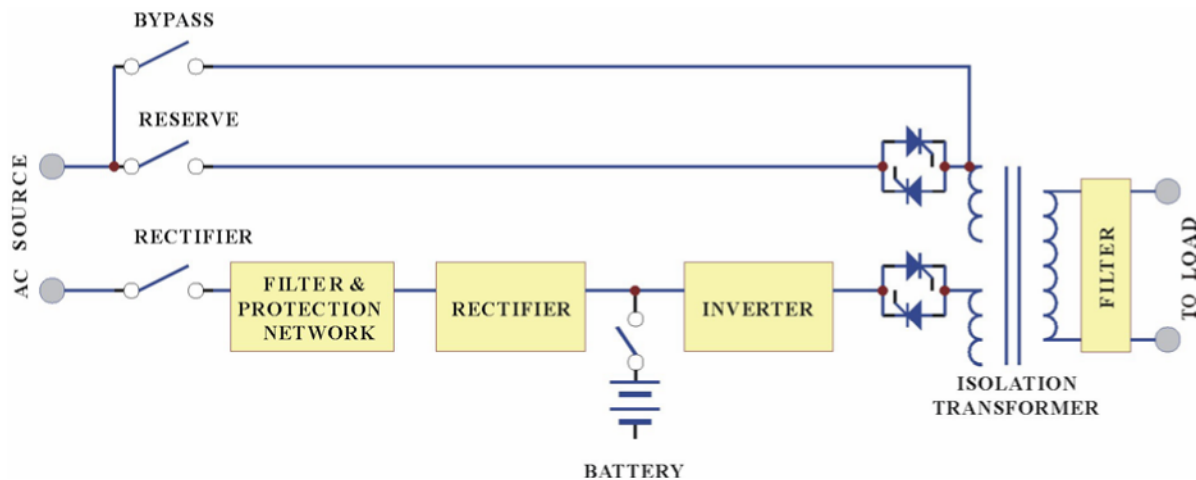 BYPASS
RESERVE
AC SOURCE
RECTIFIER
FILTER &
PROTECTION
NETWORK
RECTIFIER
INVERTER
FILTER
TO LOAD
ISOLATION
TRANSFORMER
BATTERY